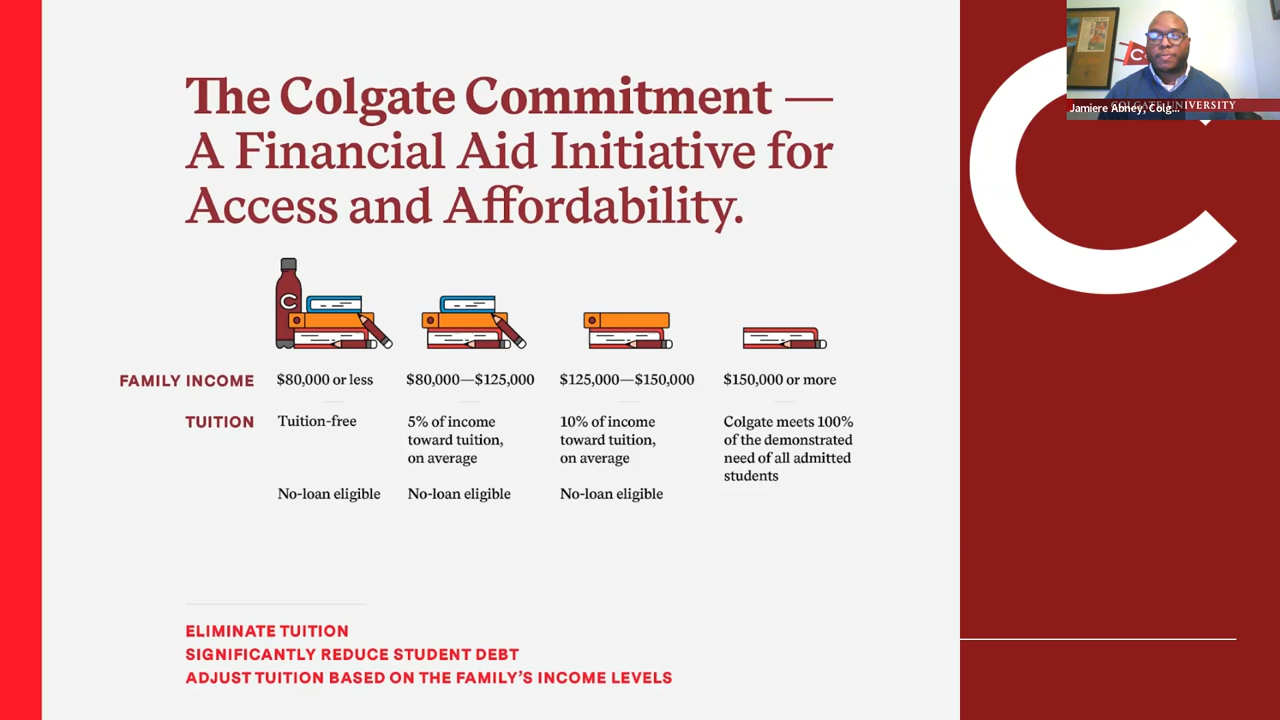 The Colgate Commitment —
A Financial Aid Initiative for
Access and Affordability.
FAMILY INCOME $80,000 or less $80,000—$125,000 $125,000—$150,000 $150,000 or more
TUITION Tuition-free 5% of income 10% of income Colgate meets 100%
toward tuition, toward tuition, of the demonstrated
on average on average need of all admitted
students
No-loan eligible No-loan eligible No-loan eligible
ELIMINATE TUITION
SIGNIFICANTLY REDUCE STUDENT DEBT
ADJUST TUITION BASED ON THE FAMILY’S INCOME LEVELS
COLGATE UNIVERSITY
Jamiere Abney, Colg...